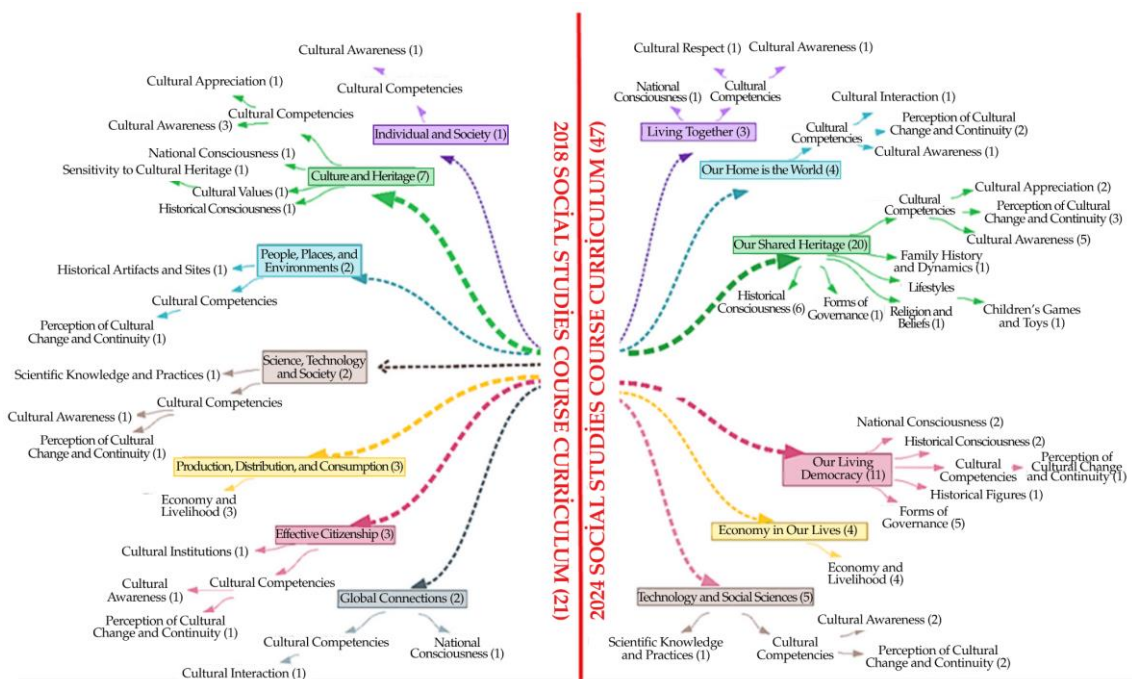 Cultural Awareness (1)
Cultural Appreciation (1)
Cultural Competencies
Cultural Competencies
Cultural Awareness (3)
Individual and Society (1)
National Consciousness (1)
Sensitivity to Cultural Heritage (1)
Culture and Heritage (7)
Cultural Values (1)
Historical Consciousness (1)
People, Places, and
Environments (2)
Historical Artifacts and Sites (1)
Cultural Competencies
Perception of Cultural
Change and Continuity (1)
Science, Technology
and Society (2)
Scientific Knowledge and Practices (1)
Cultural Competencies
Cultural Awareness (1)
Perception of Cultural
Change and Continuity (1)
Production, Distribution, and Consumption (3)
Economy and
Livelihood (3)
Effective Citizenship (3)
Cultural Institutions (1)
Cultural Competencies
Cultural
Awareness (1)
Perception of Cultural
Change and Continuity (1)
Global Connections (2)
Cultural Competencies
National
Consciousness (1)
Cultural Interaction (1)
2018 SOCİAL STUDİES COURSE CURRİCULUM (21)
2024 SOCİAL STUDİES COURSE CURRİCULUM (47)
Cultural Respect (1)
Cultural Awareness (1)
National
Consciousness (1)
Cultural
Competencies
Living Together (3)
Cultural Interaction (1)
Cultural
Competencies
Perception of Cultural
Change and Continuity (2)
Cultural Awareness (1)
Our Home is the World (4)
Cultural Appreciation (2)
Cultural
Competencies
Perception of Cultural
Change and Continuity (3)
Cultural Awareness (5)
Our Shared Heritage (20)
Family History
and Dynamics (1)
Lifestyles
Historical
Consciousness (6)
Forms of
Governance (1)
Religion and
Beliefs (1)
Children's Games
and Toys (1)
National Consciousness (2)
Historical Consciousness (2)
Our Living
Democracy (11)
Cultural
Competencies
Perception of
Cultural Change
and Continuity (1)
Historical Figures (1)
Forms of
Governance (5)
Economy in Our Lives (4)
Economy and
Livelihood (4)
Technology and Social Sciences (5)
Cultural Awareness (2)
Scientific Knowledge
and Practices (1)
Cultural
Competencies
Perception of Cultural
Change and Continuity (2)